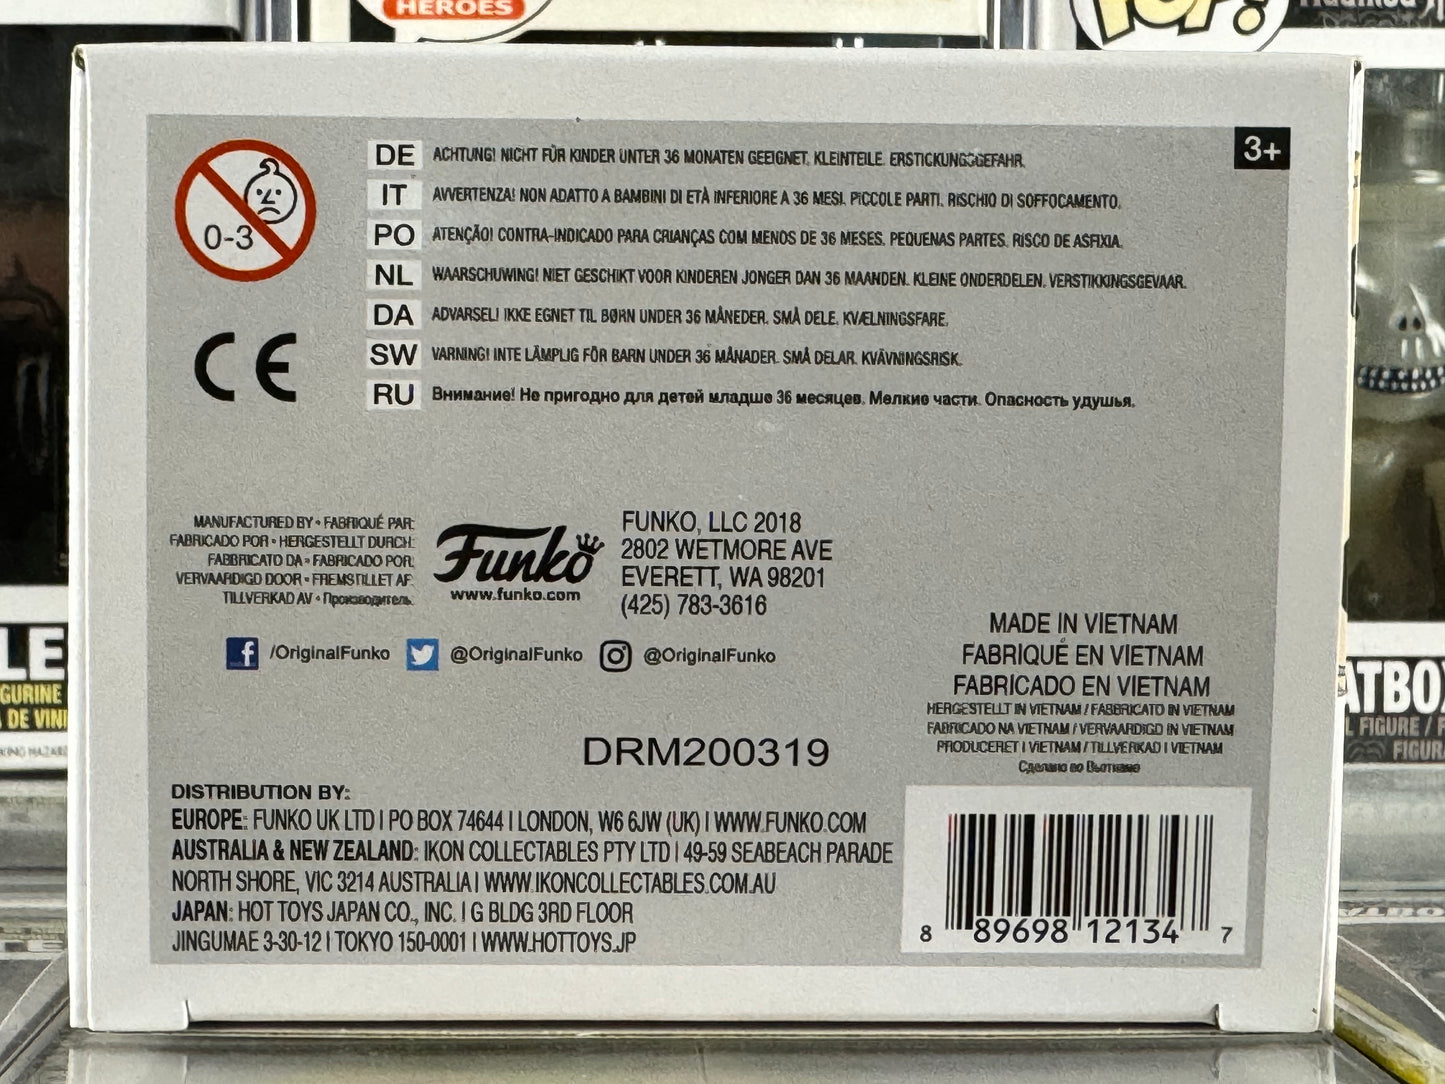 HEROES
POP!
3+
0-3
DE ACHTUNG! NICHT FÜR KINDER UNTER 36 MONATEN GEEIGNET. KLEINTEILE. ERSTICKUNGSGEFAHR.
IT AVVERTENZA! NON ADATTO A BAMBINI DI ETÀ INFERIORE A 36 MESI. PICCOLE PARTI. RISCHIO DI SOFFOCAMENTO.
PO ATENÇÃO! CONTRA-INDICADO PARA CRIANÇAS COM MENOS DE 36 MESES. PEQUENAS PARTES. RISCO DE ASFIXIA.
NL WAARSCHUWING! NIET GESCHIKT VOOR KINDEREN JONGER DAN 36 MAANDEN. KLEINE ONDERDELEN. VERSTIKKINGSGEVAAR.
DA ADVARSEL! IKKE EGNET TIL BØRN UNDER 36 MÅNEDER. SMÅ DELE. KVÆLNINGSFARE.
SW VARNING! INTE LÄMPLIG FÖR BARN UNDER 36 MÅNADER. SMÅ DELAR. KVÄVNINGSRISK.
RU Внимание! Не пригодно для детей младше 36 месяцев. Мелкие части. Опасность удушья.
CE
MANUFACTURED BY • FABRIQUÉ PAR:
FABRICADO POR • HERGESTELLT DURCH:
FABBRICATO DA • FABRICADO POR:
VERVAARDIGD DOOR • FREMSTILLET AF:
TILLVERKAD AV • Производитель:
Funko
www.funko.com
FUNKO, LLC 2018
2802 WETMORE AVE
EVERETT, WA 98201
(425) 783-3616
/OriginalFunko @OriginalFunko @OriginalFunko
MADE IN VIETNAM
FABRIQUÉ EN VIETNAM
FABRICADO EN VIETNAM
HERGESTELLT IN VIETNAM / FABBRICATO IN VIETNAM
FABRICADO NA VIETNAM / VERVAARDIGD IN VIETNAM
PRODUCERET I VIETNAM / TILLVERKAD I VIETNAM
Сделано во Вьетнаме
DRM200319
DISTRIBUTION BY:
EUROPE: FUNKO UK LTD | PO BOX 74644 | LONDON, W6 6JW (UK) | WWW.FUNKO.COM
AUSTRALIA & NEW ZEALAND: IKON COLLECTABLES PTY LTD | 49-59 SEABEACH PARADE
NORTH SHORE, VIC 3214 AUSTRALIA | WWW.IKONCOLLECTABLES.COM.AU
JAPAN: HOT TOYS JAPAN CO., INC. | G BLDG 3RD FLOOR
JINGUMAE 3-30-12 | TOKYO 150-0001 | WWW.HOTTOYS.JP
8 89698 12134 7
LE
GURINE
DE VIN
ATBO
L FIGURE /
FIGUR